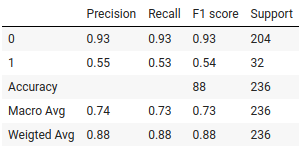 Precision Recall F1 score Support
0 0.93 0.93 0.93 204
1 0.55 0.53 0.54 32
Accuracy 88 236
Macro Avg 0.74 0.73 0.73 236
Weigted Avg 0.88 0.88 0.88 236